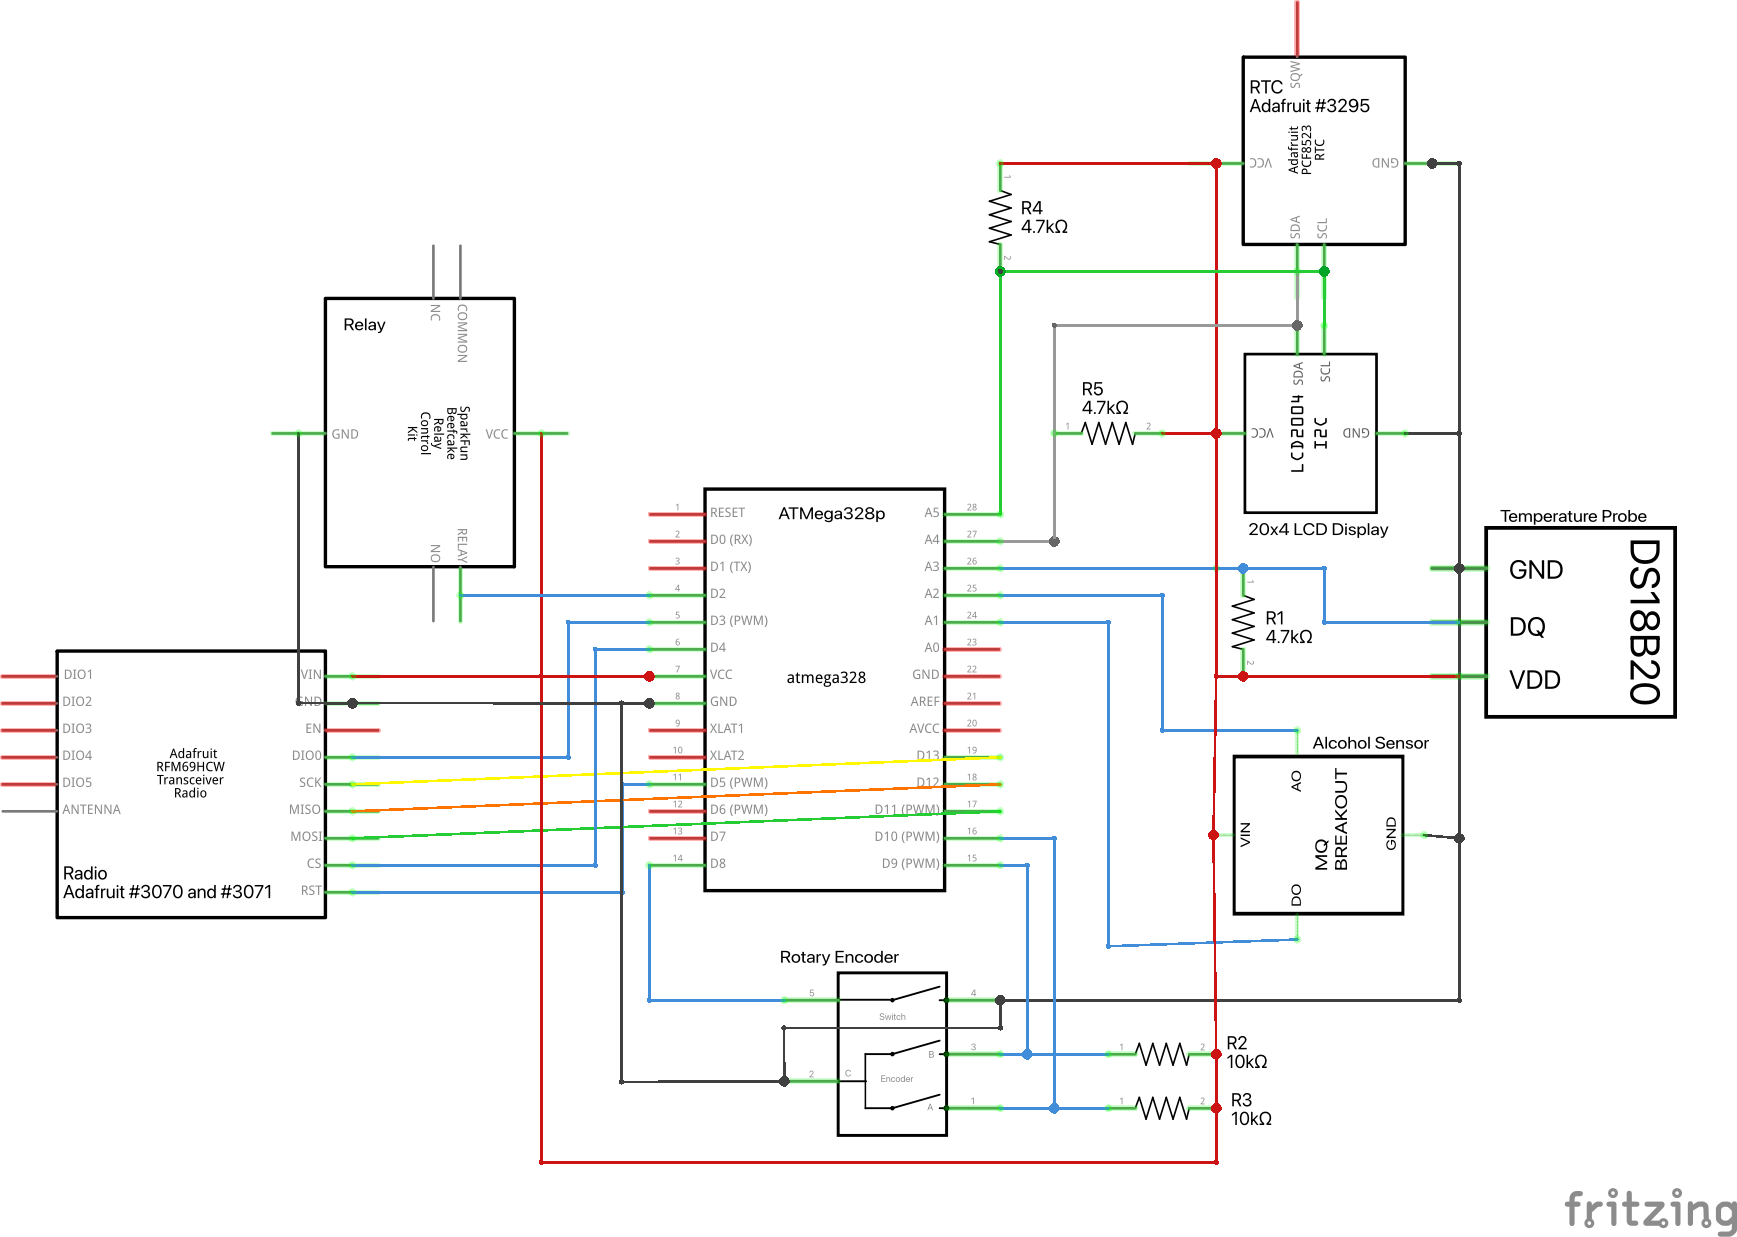 SQW
RTC
Adafruit #3295
Adafruit
PCF8523
RTC
VCC
GND
SDA
SCL
1
R4
4.7kΩ
2
NC
COMMON
Relay
SparkFun
Beefcake
Relay
Control
Kit
GND
VCC
NO
RELAY
R5
4.7kΩ
1
2
SDA
SCL
VCC
GND
LCD2004
I2C
20x4 LCD Display
Temperature Probe
GND
DQ
VDD
DS18B20
ATMega328p
atmega328
1 RESET
2 D0 (RX)
3 D1 (TX)
4 D2
5 D3 (PWM)
6 D4
7 VCC
8 GND
9 XLAT1
10 XLAT2
11 D5 (PWM)
12 D6 (PWM)
13 D7
14 D8
A5 28
A4 27
A3 26
A2 25
A1 24
A0 23
GND 22
AREF 21
AVCC 20
D13 19
D12 18
D11 (PWM) 17
D10 (PWM) 16
D9 (PWM) 15
1
R1
4.7kΩ
2
DIO1
DIO2
DIO3
DIO4
DIO5
ANTENNA
VIN
GND
EN
DIO0
SCK
MISO
MOSI
CS
RST
Adafruit
RFM69HCW
Transceiver
Radio
Radio
Adafruit #3070 and #3071
Alcohol Sensor
AO
VIN
MQ
BREAKOUT
GND
DO
Rotary Encoder
5
4
Switch
3
B
2
C
Encoder
1
A
1
2
R2
10kΩ
1
2
R3
10kΩ
fritzing